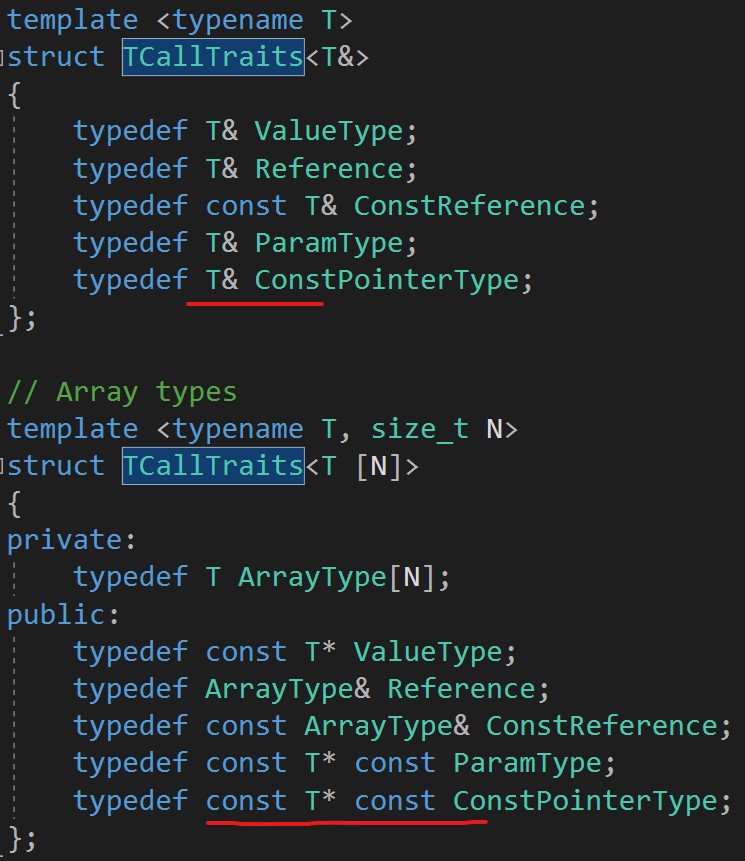 template <typename T>
struct TCallTraits<T&>
{
typedef T& ValueType;
typedef T& Reference;
typedef const T& ConstReference;
typedef T& ParamType;
typedef T& ConstPointerType;
};
// Array types
template <typename T, size_t N>
struct TCallTraits<T [N]>
{
private:
typedef T ArrayType[N];
public:
typedef const T* ValueType;
typedef ArrayType& Reference;
typedef const ArrayType& ConstReference;
typedef const T* const ParamType;
typedef const T* const ConstPointerType;
};